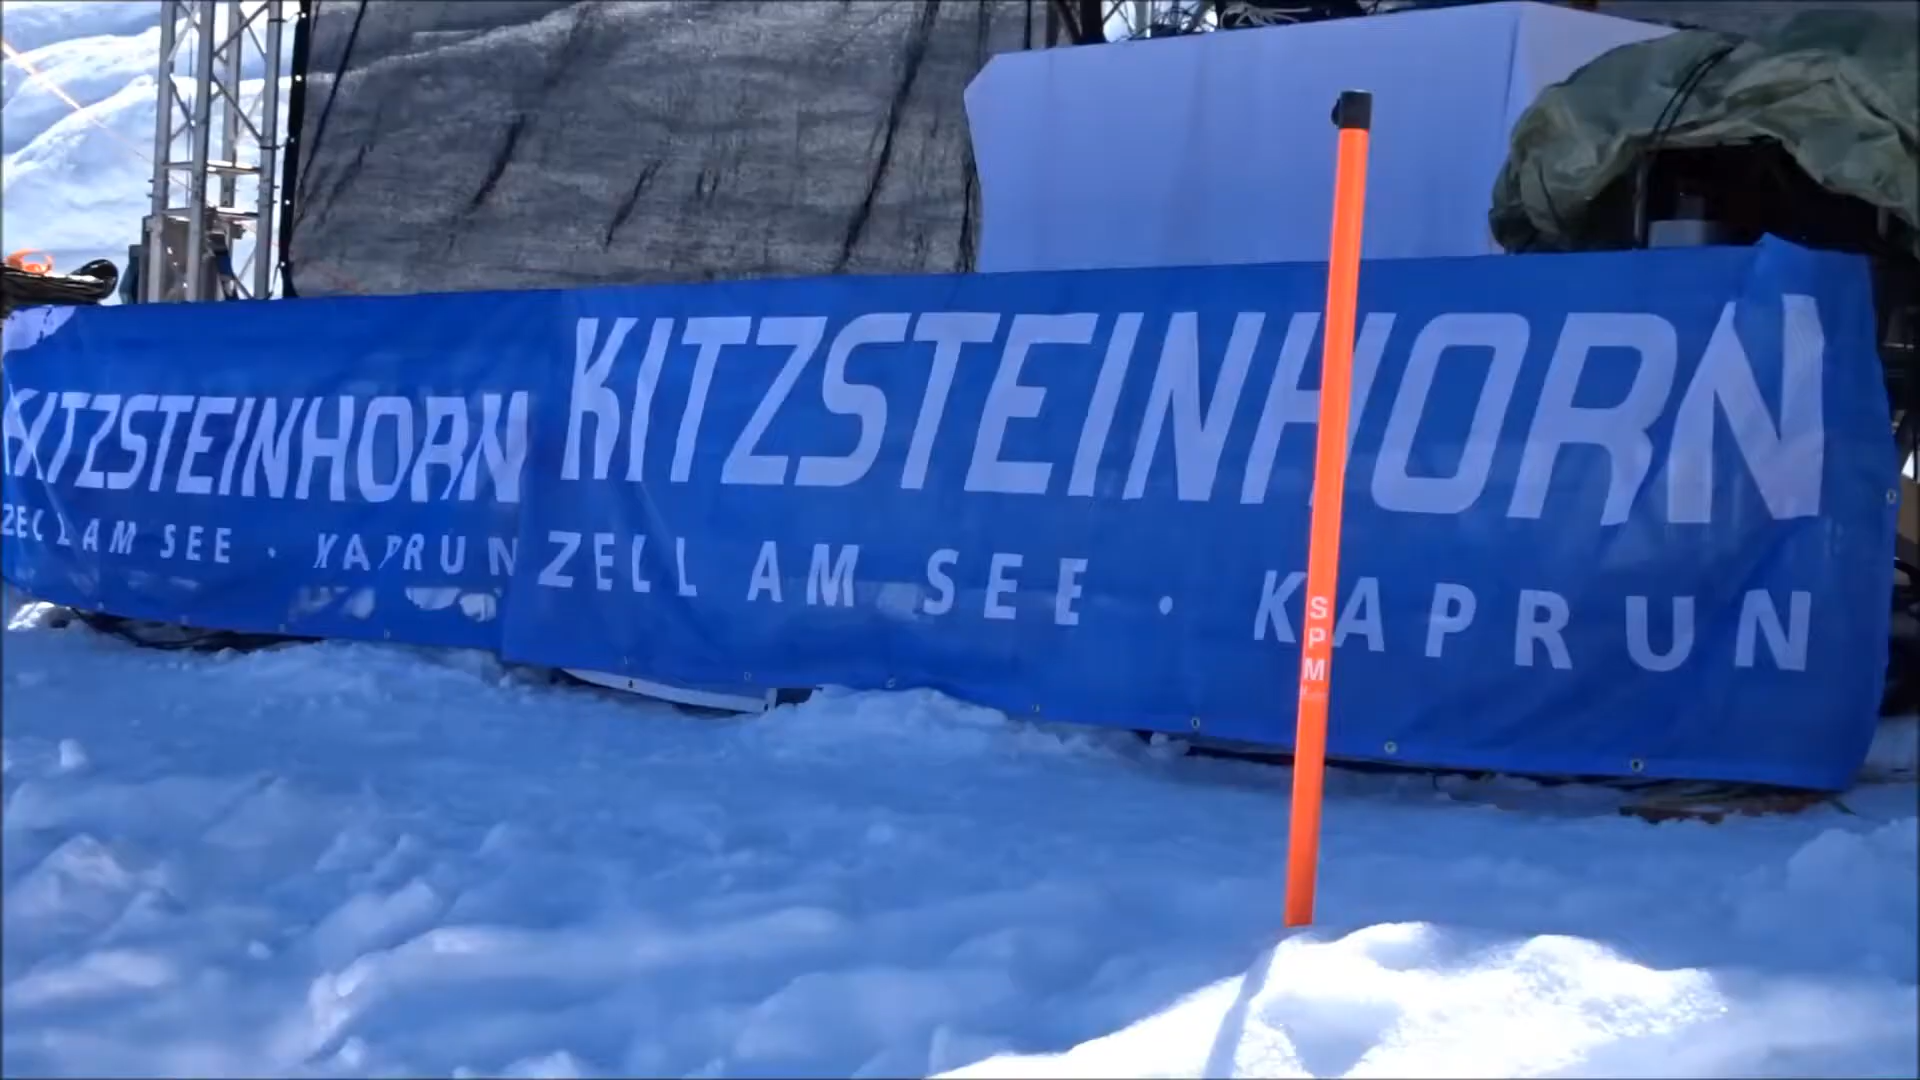 KITZSTEINHORN
ZELL AM SEE · KAPRUN
KITZSTEINHORN
ZELL AM SEE · KAPRUN
SPM